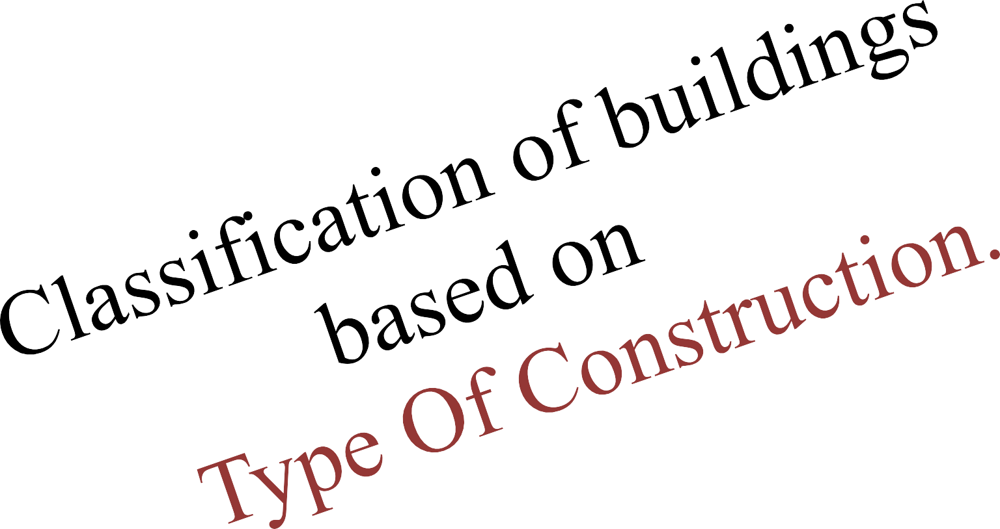 Classification of buildings
based on
Type Of Construction.